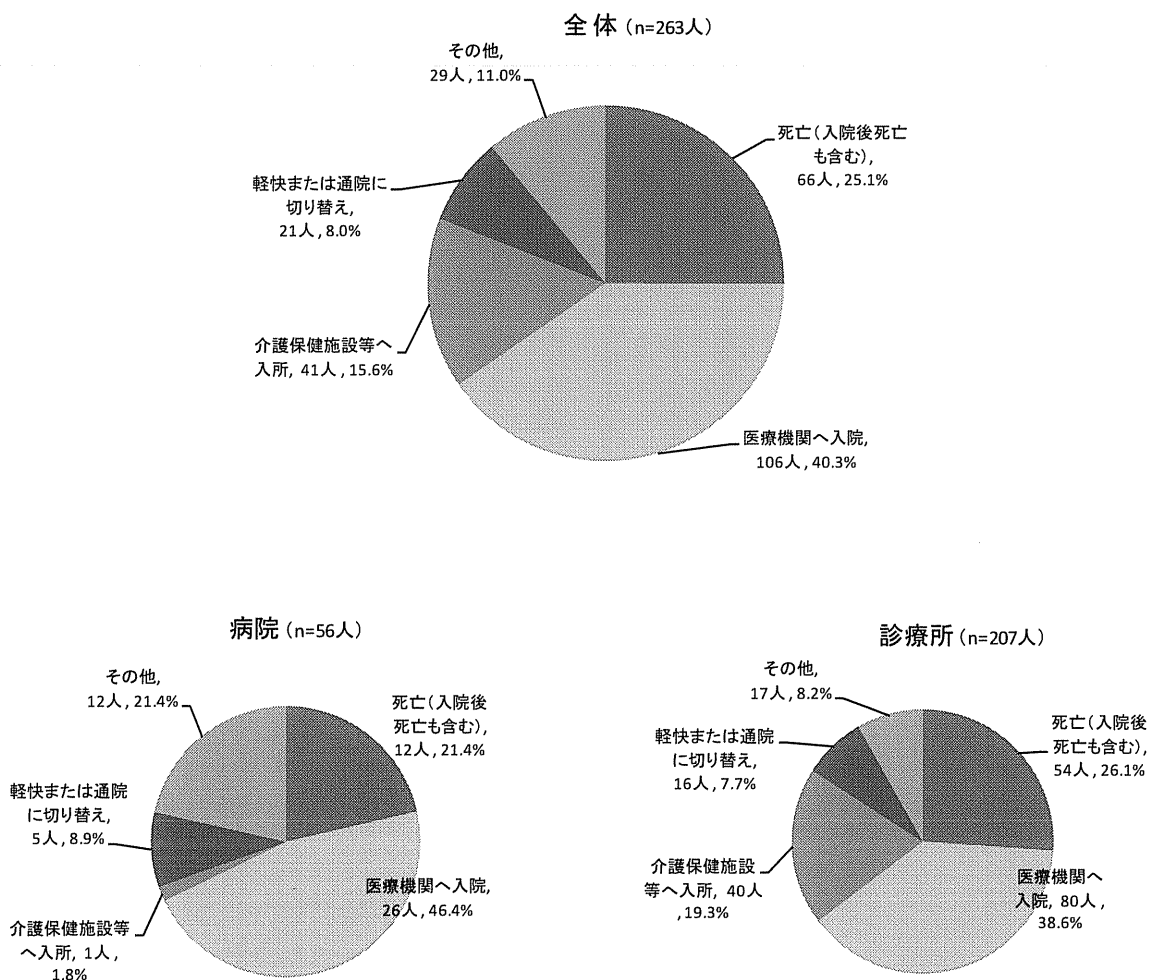 全体 (n=263人)
その他,
29人, 11.0%
死亡(入院後死亡
も含む),
66人, 25.1%
軽快または通院に
切り替え,
21人, 8.0%
介護保健施設等へ
入所, 41人, 15.6%
医療機関へ入院,
106人, 40.3%
病院 (n=56人)
その他,
12人, 21.4%
死亡(入院後
死亡も含む),
12人, 21.4%
軽快または通院
に切り替え,
5人, 8.9%
医療機関へ入院,
26人, 46.4%
介護保健施設等
へ入所, 1人,
1.8%
診療所 (n=207人)
その他,
17人, 8.2%
死亡(入院後
死亡も含む),
54人, 26.1%
軽快または通院
に切り替え,
16人, 7.7%
介護保健施設
等へ入所, 40人
, 19.3%
医療機関へ
入院, 80人,
38.6%